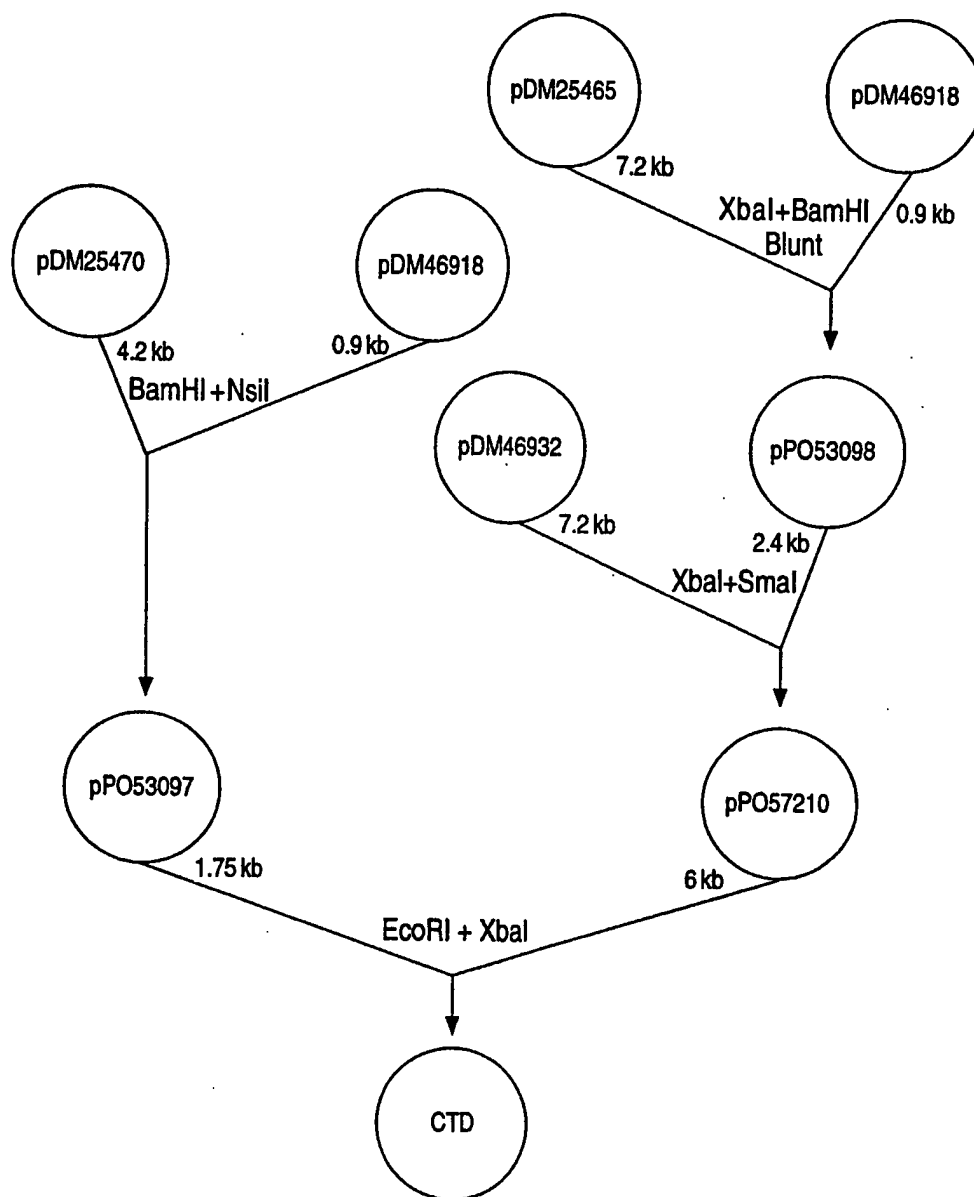 pDM25465
pDM46918
7.2 kb
XbaI+BamHI
0.9 kb
Blunt
pDM25470
pDM46918
4.2 kb
0.9 kb
BamHI +NsiI
pDM46932
pPO53098
7.2 kb
2.4 kb
XbaI+SmaI
pPO53097
pPO57210
1.75 kb
6 kb
EcoRI + XbaI
CTD